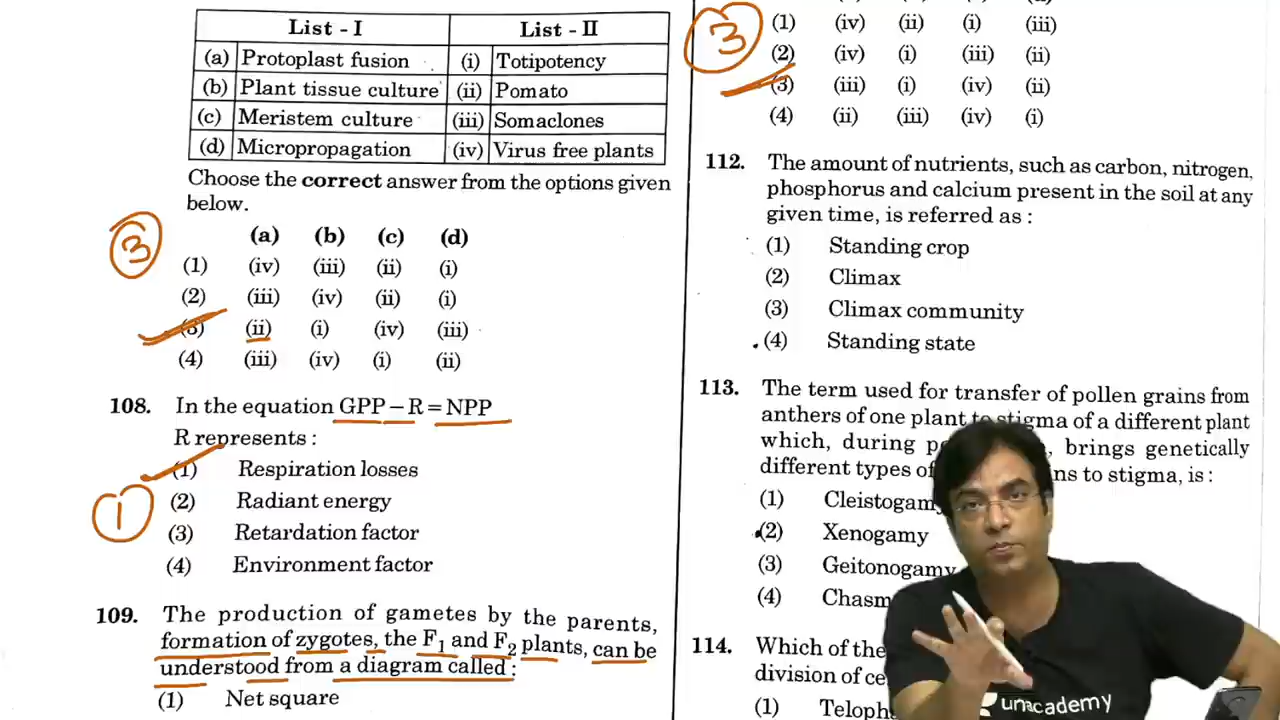 List - I List - II
(a) Protoplast fusion (i) Totipotency
(b) Plant tissue culture (ii) Pomato
(c) Meristem culture (iii) Somaclones
(d) Micropropagation (iv) Virus free plants
Choose the correct answer from the options given
below.
3
(a) (b) (c) (d)
(1) (iv) (iii) (ii) (i)
(2) (iii) (iv) (ii) (i)
(3) (ii) (i) (iv) (iii)
(4) (iii) (iv) (i) (ii)
108. In the equation GPP – R = NPP
R represents :
(1) Respiration losses
1
(2) Radiant energy
(3) Retardation factor
(4) Environment factor
109. The production of gametes by the parents,
formation of zygotes, the F1 and F2 plants, can be
understood from a diagram called :
(1) Net square
3
(1) (iv) (ii) (i) (iii)
(2) (iv) (i) (iii) (ii)
(3) (iii) (i) (iv) (ii)
(4) (ii) (iii) (iv) (i)
112. The amount of nutrients, such as carbon, nitrogen,
phosphorus and calcium present in the soil at any
given time, is referred as :
(1) Standing crop
(2) Climax
(3) Climax community
(4) Standing state
113. The term used for transfer of pollen grains from
anthers of one plant to stigma of a different plant
which, during brings genetically
different types of to stigma, is :
(1) Cleistogamy
(2) Xenogamy
(3) Geitonogamy
(4)
114. Which of the
division of
(1)
unacademy